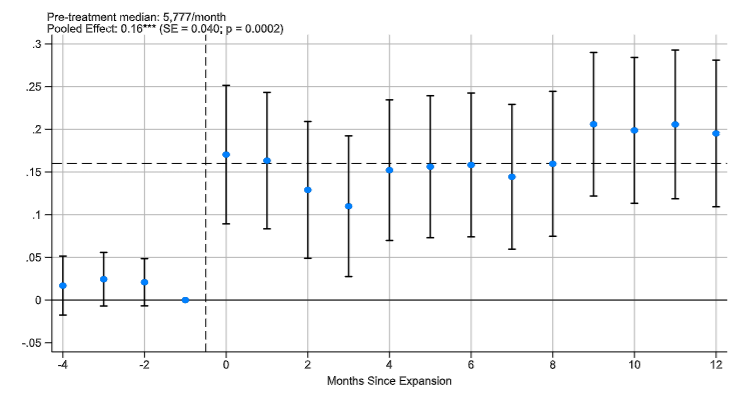 Pre-treatment median: 5,777/month
Pooled Effect: 0.16*** (SE = 0.040; p = 0.0002)
.3
.25
.2
.15
.1
.05
0
-.05
-4 -2 0 2 4 6 8 10 12
Months Since Expansion